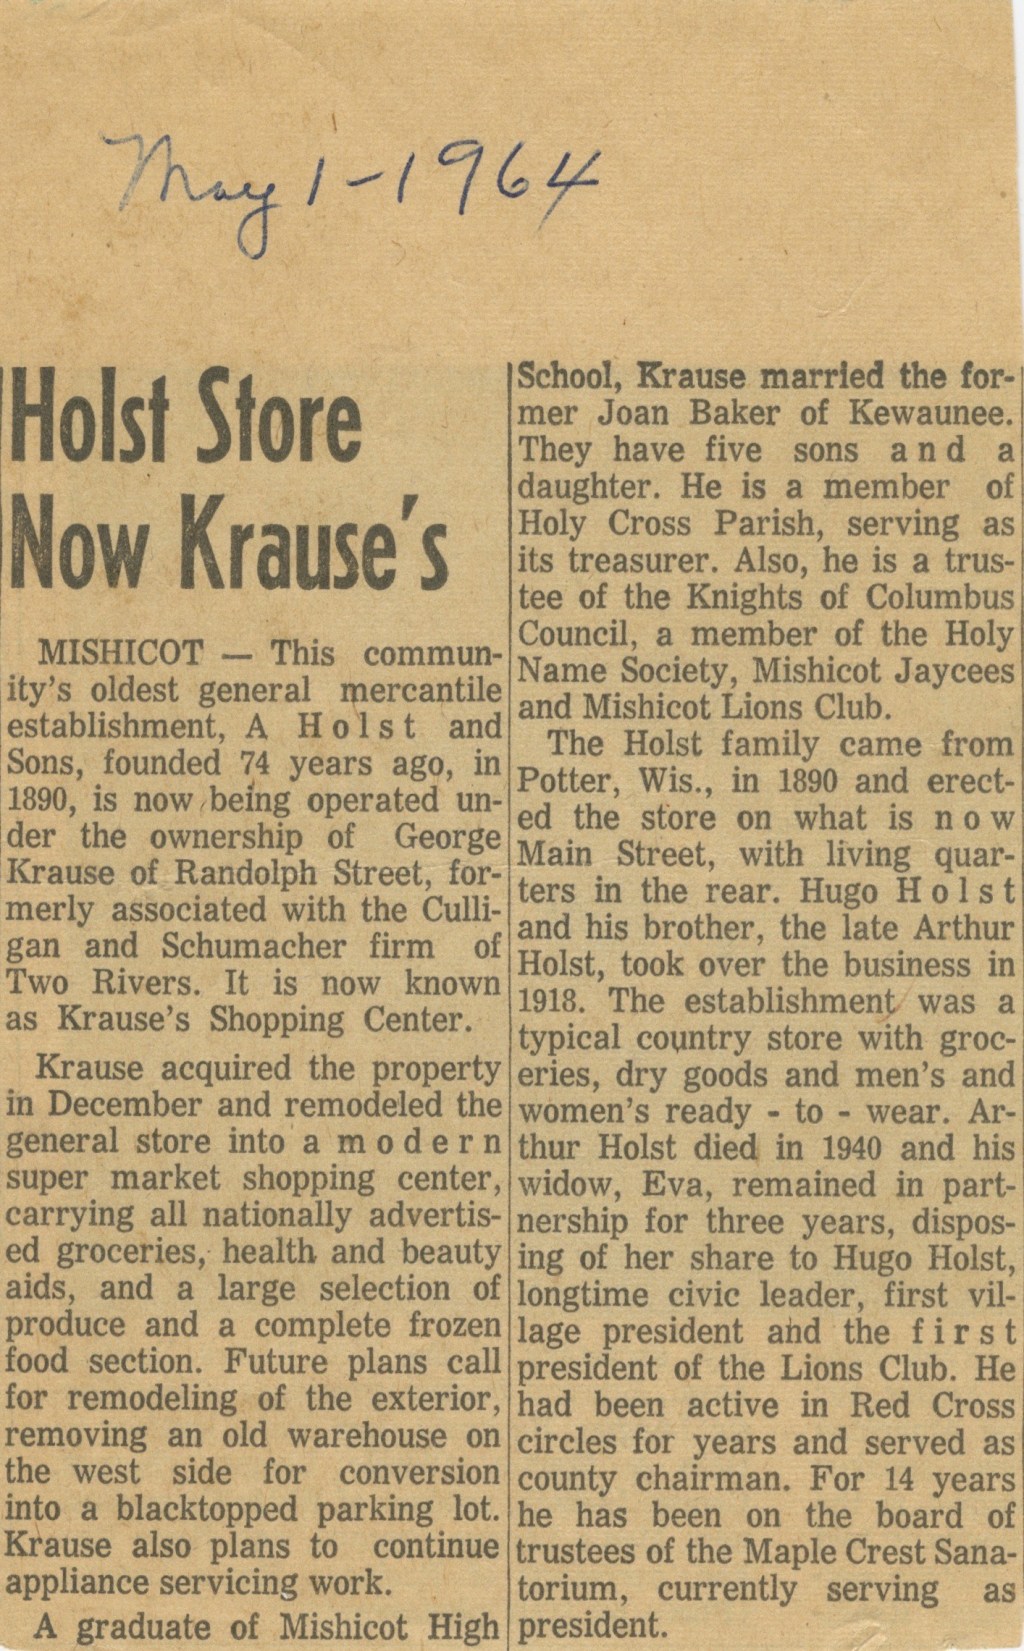 May 1-1964
Holst Store
Now Krause's
MISHICOT — This commun-
ity's oldest general mercantile
establishment, A Holst and
Sons, founded 74 years ago, in
1890, is now being operated un-
der the ownership of George
Krause of Randolph Street, for-
merly associated with the Culli-
gan and Schumacher firm of
Two Rivers. It is now known
as Krause's Shopping Center.
Krause acquired the property
in December and remodeled the
general store into a modern
super market shopping center,
carrying all nationally advertis-
ed groceries, health and beauty
aids, and a large selection of
produce and a complete frozen
food section. Future plans call
for remodeling of the exterior,
removing an old warehouse on
the west side for conversion
into a blacktopped parking lot.
Krause also plans to continue
appliance servicing work.
A graduate of Mishicot High
School, Krause married the for-
mer Joan Baker of Kewaunee.
They have five sons and a
daughter. He is a member of
Holy Cross Parish, serving as
its treasurer. Also, he is a trus-
tee of the Knights of Columbus
Council, a member of the Holy
Name Society, Mishicot Jaycees
and Mishicot Lions Club.
The Holst family came from
Potter, Wis., in 1890 and erect-
ed the store on what is now
Main Street, with living quar-
ters in the rear. Hugo Holst
and his brother, the late Arthur
Holst, took over the business in
1918. The establishment was a
typical country store with groc-
eries, dry goods and men's and
women's ready - to - wear. Ar-
thur Holst died in 1940 and his
widow, Eva, remained in part-
nership for three years, dispos-
ing of her share to Hugo Holst,
longtime civic leader, first vil-
lage president and the first
president of the Lions Club. He
had been active in Red Cross
circles for years and served as
county chairman. For 14 years
he has been on the board of
trustees of the Maple Crest Sana-
torium, currently serving as
president.